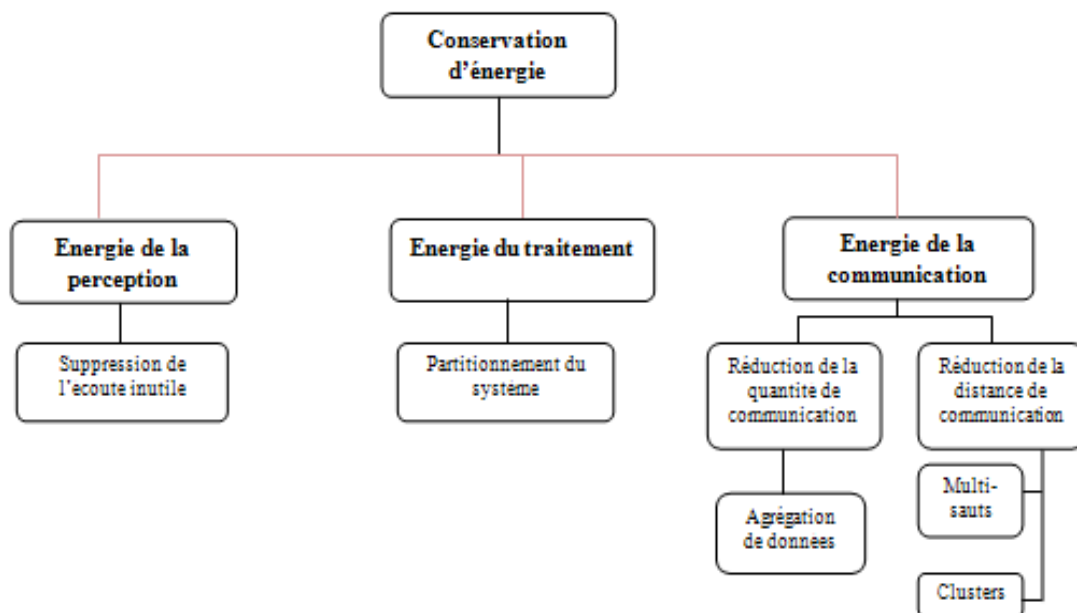 Conservation
d'énergie
Energie de la
perception
Energie du traitement
Energie de la
communication
Suppression de
l'ecoute inutile
Partitionnement du
système
Réduction de la
quantite de
communication
Réduction de la
distance de
communication
Agrégation
de donnees
Multi-
sauts
Clusters